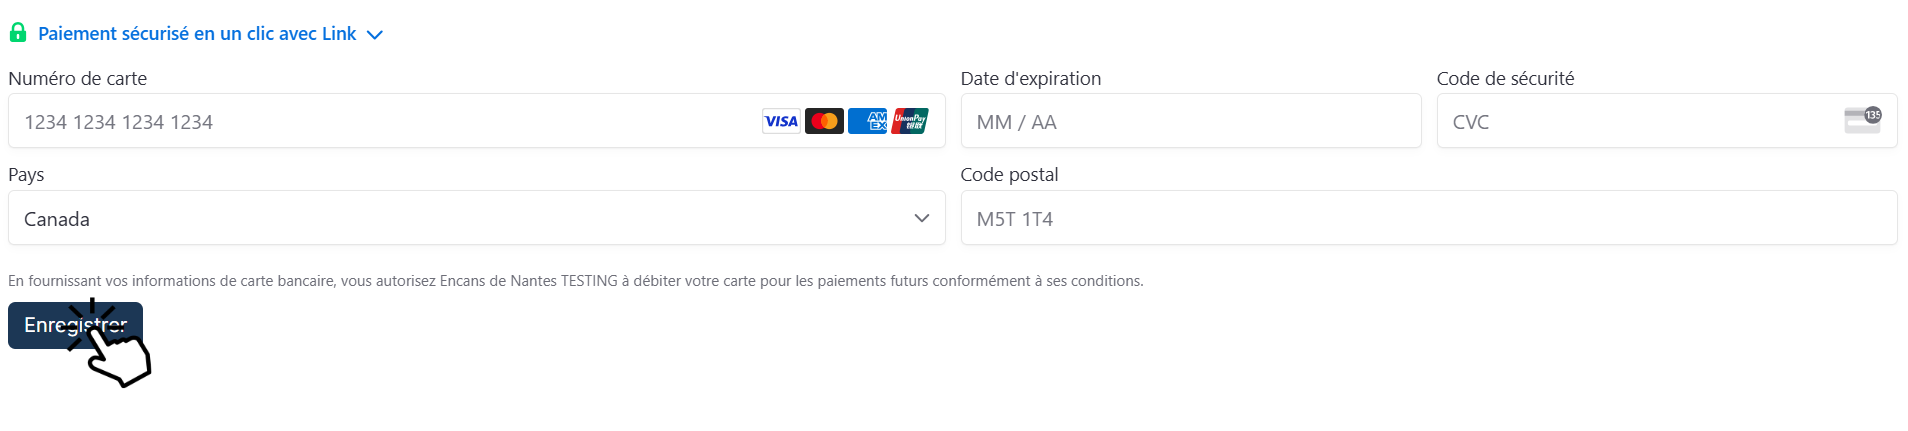 Paiement sécurisé en un clic avec Link
Numéro de carte
Date d'expiration
Code de sécurité
1234 1234 1234 1234
VISA
AM
EX
UnionPay
银联
MM / AA
CVC
135
Pays
Code postal
Canada
M5T 1T4
En fournissant vos informations de carte bancaire, vous autorisez Encans de Nantes TESTING à débiter votre carte pour les paiements futurs conformément à ses conditions.
Enregistrer